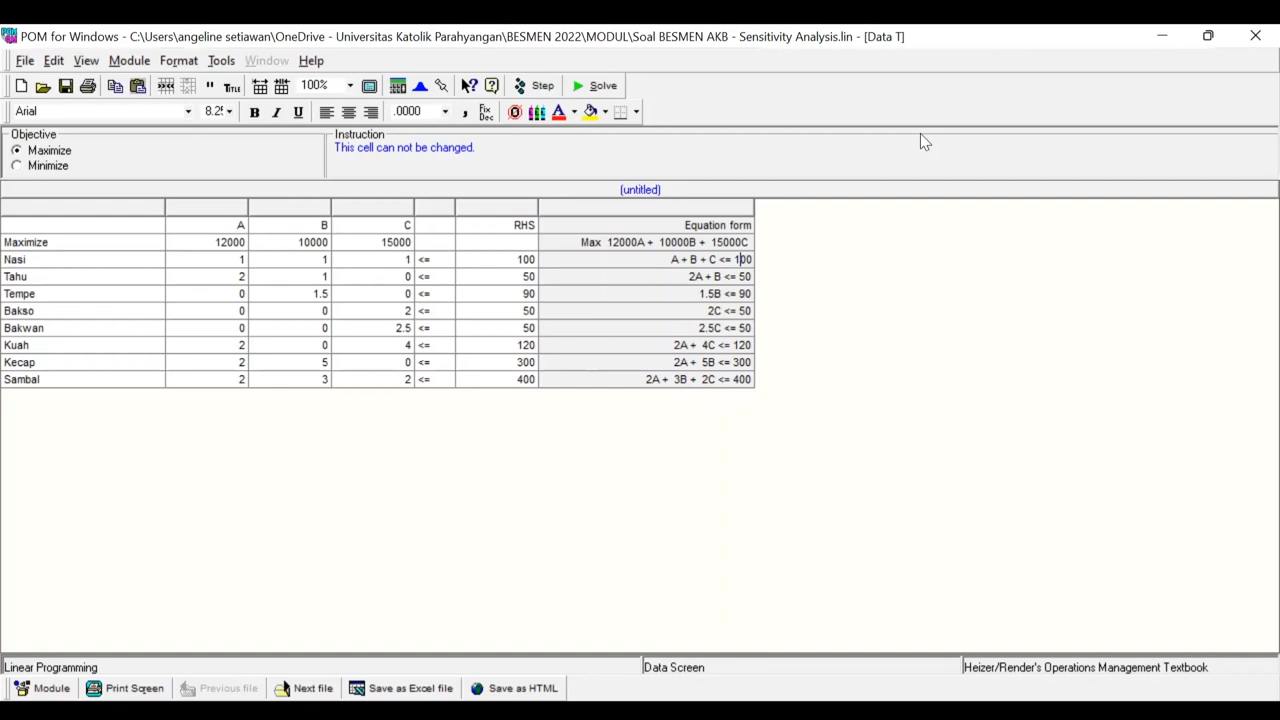 POM for Windows - C:\Users\angeline setiawan\OneDrive - Universitas Katolik Parahyangan\BESMEN 2022\MODUL\Soal BESMEN AKB - Sensitivity Analysis.lin - [Data T]
File Edit View Module Format Tools Window Help
100% Step Solve
Arial 8.2! B I U .0000 , Fix Dec
Objective Instruction
Maximize This cell can not be changed.
Minimize
(untitled)
A B C RHS Equation form
Maximize 12000 10000 15000 Max 12000A + 10000B + 15000C
Nasi 1 1 1 <= 100 A + B + C <= 100
Tahu 2 1 0 <= 50 2A + B <= 50
Tempe 0 1.5 0 <= 90 1.5B <= 90
Bakso 0 0 2 <= 50 2C <= 50
Bakwan 0 0 2.5 <= 50 2.5C <= 50
Kuah 2 0 4 <= 120 2A + 4C <= 120
Kecap 2 5 0 <= 300 2A + 5B <= 300
Sambal 2 3 2 <= 400 2A + 3B + 2C <= 400
Linear Programming Data Screen Heizer/Render's Operations Management Textbook
Module Print Screen Previous file Next file Save as Excel file Save as HTML